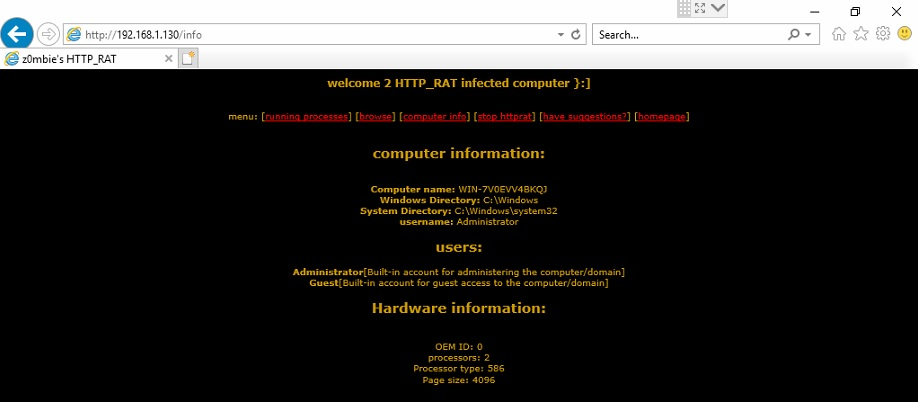 http://192.168.1.130/info
Search...
z0mbie's HTTP_RAT
welcome 2 HTTP_RAT infected computer }:]
menu: [running processes] [browse] [computer info] [stop httprat] [have suggestions?] [homepage]
computer information:
Computer name: WIN-7V0EVV4BKQJ
Windows Directory: C:\Windows
System Directory: C:\Windows\system32
username: Administrator
users:
Administrator[Built-in account for administering the computer/domain]
Guest[Built-in account for guest access to the computer/domain]
Hardware information:
OEM ID: 0
processors: 2
Processor type: 586
Page size: 4096